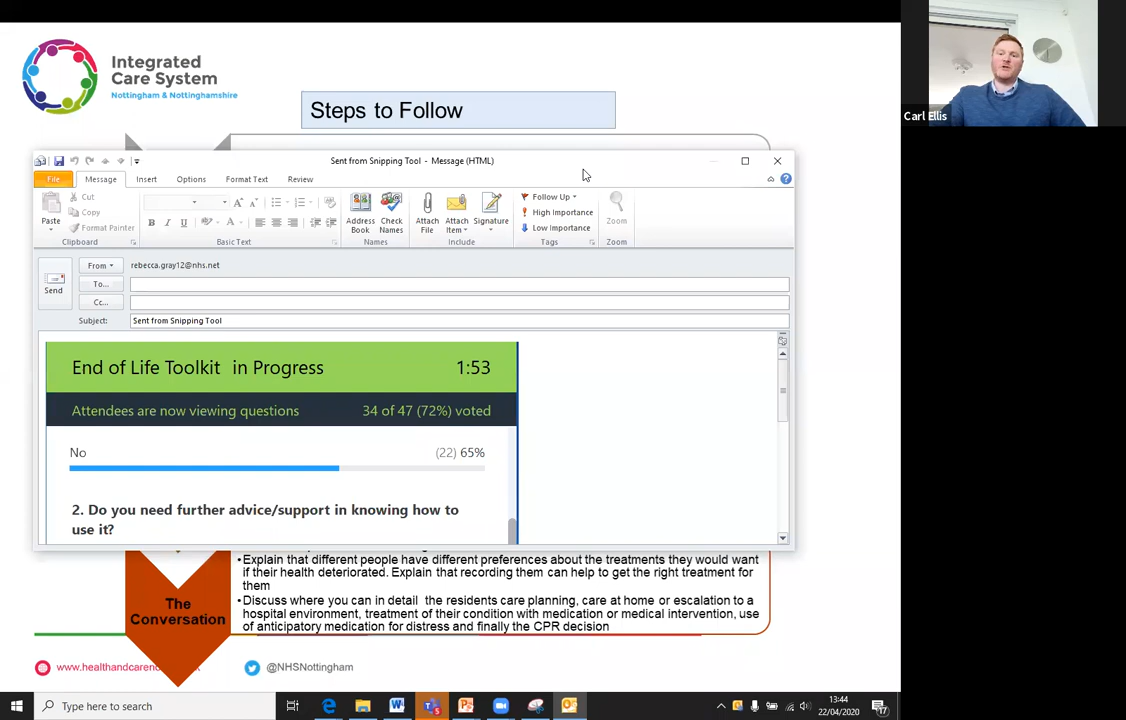 Integrated
Care System
Nottingham & Nottinghamshire
Steps to Follow
Carl Ellis
Sent from Snipping Tool - Message (HTML)
File
Message
Insert
Options
Format Text
Review
Paste
Cut
Copy
Format Painter
Clipboard
Basic Text
Address Book
Check Names
Names
Attach File
Attach Item
Signature
Include
Follow Up
High Importance
Low Importance
Tags
Zoom
Zoom
Send
From
rebecca.gray12@nhs.net
To...
Cc...
Subject:
Sent from Snipping Tool
End of Life Toolkit in Progress 1:53
Attendees are now viewing questions 34 of 47 (72%) voted
No (22) 65%
2. Do you need further advice/support in knowing how to
use it?
•Explain that different people have different preferences about the treatments they would want
if their health deteriorated. Explain that recording them can help to get the right treatment for
them
•Discuss where you can in detail the residents care planning, care at home or escalation to a
hospital environment, treatment of their condition with medication or medical intervention, use
of anticipatory medication for distress and finally the CPR decision
The
Conversation
@NHSNottingham
Type here to search
13:44
22/04/2020
17